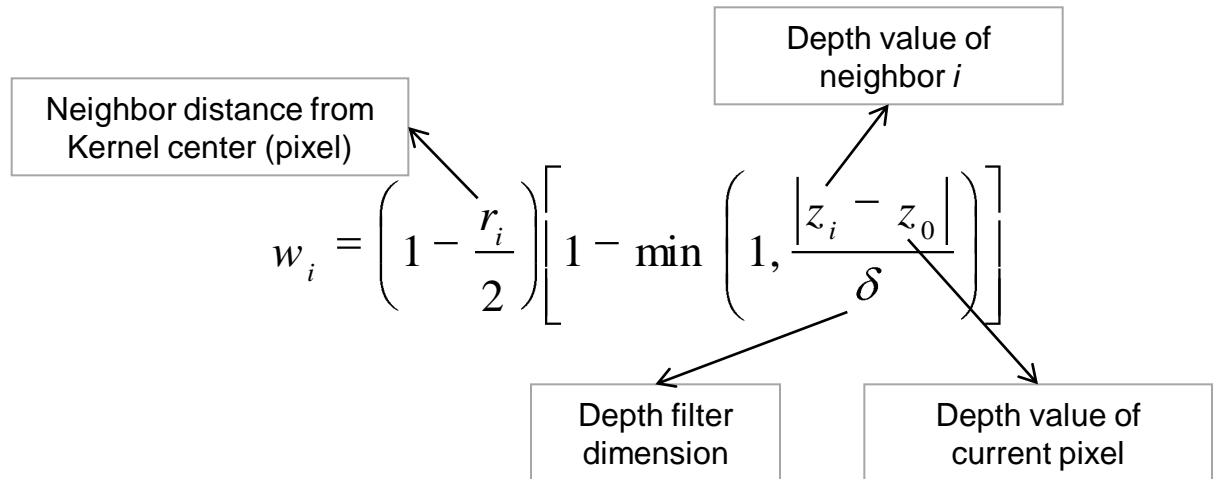 Depth value of
neighbor i
Neighbor distance from
Kernel center (pixel)
w_i = (1 − r_i/2)[1 − min (1, |z_i − z_0|/δ)]
Depth filter
dimension
Depth value of
current pixel